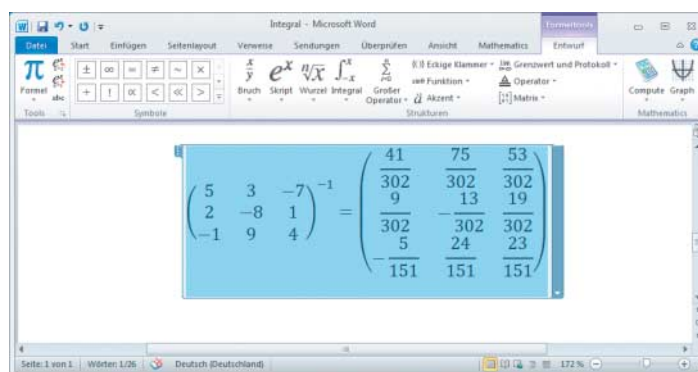 Integral - Microsoft Word
Formeltools
Datei Start Einfügen Seitenlayout Verweise Sendungen Überprüfen Ansicht Mathematics Entwurf
π Formel abc
± ∞ = ≠ ~ ×
+ ! ∝ < ≪ >
x/y Bruch eˣ Skript ⁿ√x Wurzel ∫ Integral Σ Großer Operator
{()} Eckige Klammer
Funktion
ä Akzent
lim Grenzwert und Protokoll
Operator
Matrix
Compute Graph
Tools Symbole Strukturen Mathematics
5 3 −7
2 −8 1
−1 9 4
−1
=
41/302 75/302 53/302
9/302 −13/302 19/302
−5/151 24/151 23/151
Seite: 1 von 1 Wörter: 1/26 Deutsch (Deutschland) 172 %